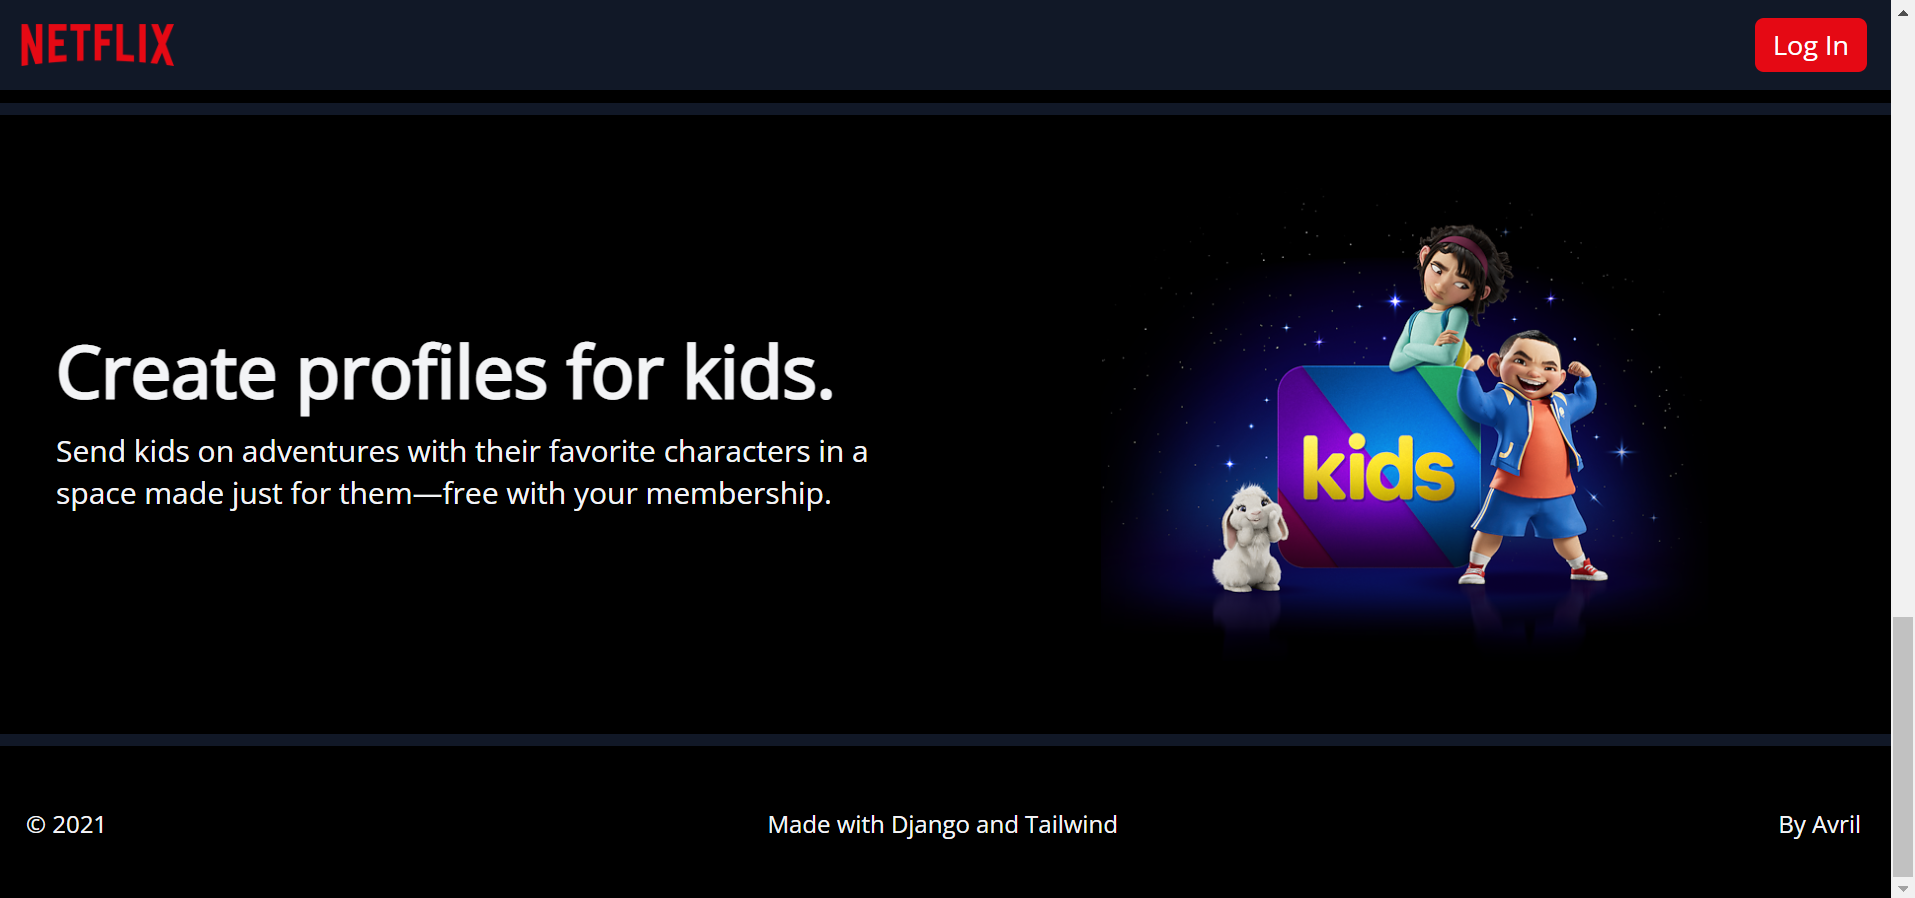 NETFLIX
Log In
Create profiles for kids.
Send kids on adventures with their favorite characters in a
space made just for them—free with your membership.
kids
© 2021
Made with Django and Tailwind
By Avril